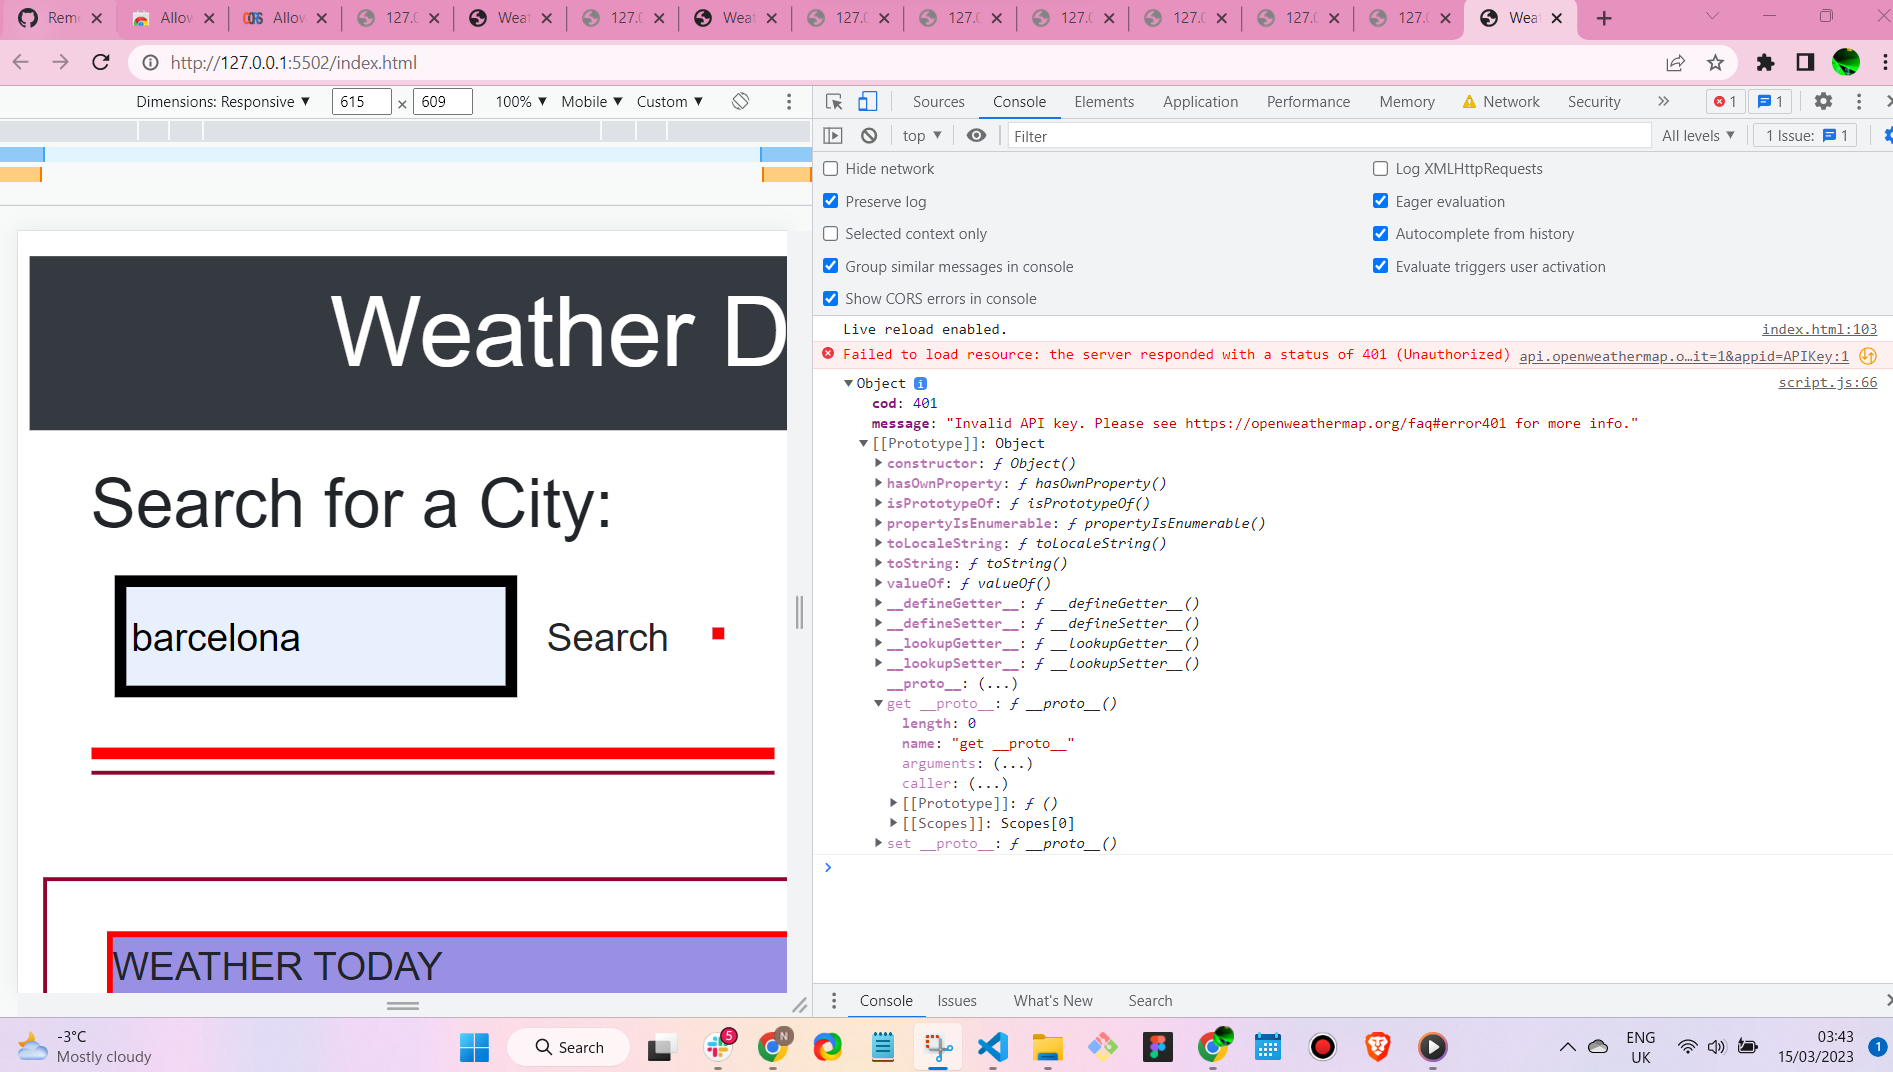 Rem
Allow
CORS Allow
127.0
Weat
127.0
Weat
127.0
127.0
127.0
127.0
127.0
127.0
Weat
http://127.0.0.1:5502/index.html
Dimensions: Responsive ▼ 615 × 609 100% ▼ Mobile ▼ Custom ▼
Sources Console Elements Application Performance Memory Network Security » 1 1
top ▼ Filter All levels ▼ 1 Issue: 1
Hide network
Log XMLHttpRequests
Preserve log
Eager evaluation
Selected context only
Autocomplete from history
Group similar messages in console
Evaluate triggers user activation
Show CORS errors in console
Live reload enabled. index.html:103
Failed to load resource: the server responded with a status of 401 (Unauthorized) api.openweathermap.o…it=1&appid=APIKey:1
▼Object i script.js:66
cod: 401
message: "Invalid API key. Please see https://openweathermap.org/faq#error401 for more info."
▼[[Prototype]]: Object
▶constructor: ƒ Object()
▶hasOwnProperty: ƒ hasOwnProperty()
▶isPrototypeOf: ƒ isPrototypeOf()
▶propertyIsEnumerable: ƒ propertyIsEnumerable()
▶toLocaleString: ƒ toLocaleString()
▶toString: ƒ toString()
▶valueOf: ƒ valueOf()
▶__defineGetter__: ƒ __defineGetter__()
▶__defineSetter__: ƒ __defineSetter__()
▶__lookupGetter__: ƒ __lookupGetter__()
▶__lookupSetter__: ƒ __lookupSetter__()
__proto__: (...)
▼get __proto__: ƒ __proto__()
length: 0
name: "get __proto__"
arguments: (...)
caller: (...)
▶[[Prototype]]: ƒ ()
▶[[Scopes]]: Scopes[0]
▶set __proto__: ƒ __proto__()
Weather D
Search for a City:
barcelona Search
WEATHER TODAY
Console Issues What's New Search
-3°C
Mostly cloudy
Search
5
N
ENG
UK
03:43
15/03/2023
1